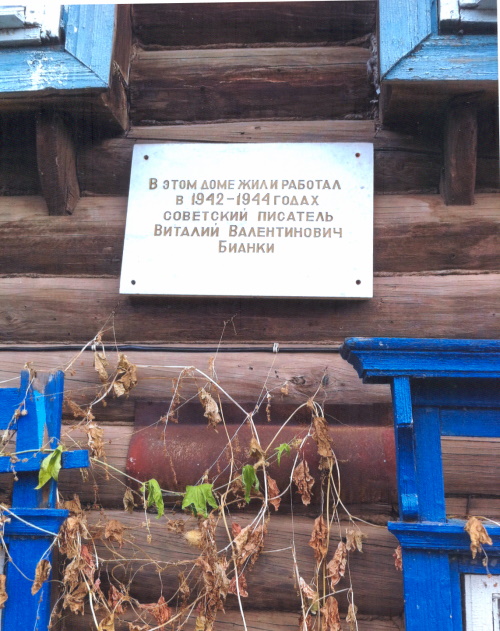 В ЭТОМ ДОМЕ ЖИЛ И РАБОТАЛ
В 1942-1944 ГОДАХ
СОВЕТСКИЙ ПИСАТЕЛЬ
ВИТАЛИЙ ВАЛЕНТИНОВИЧ
БИАНКИ